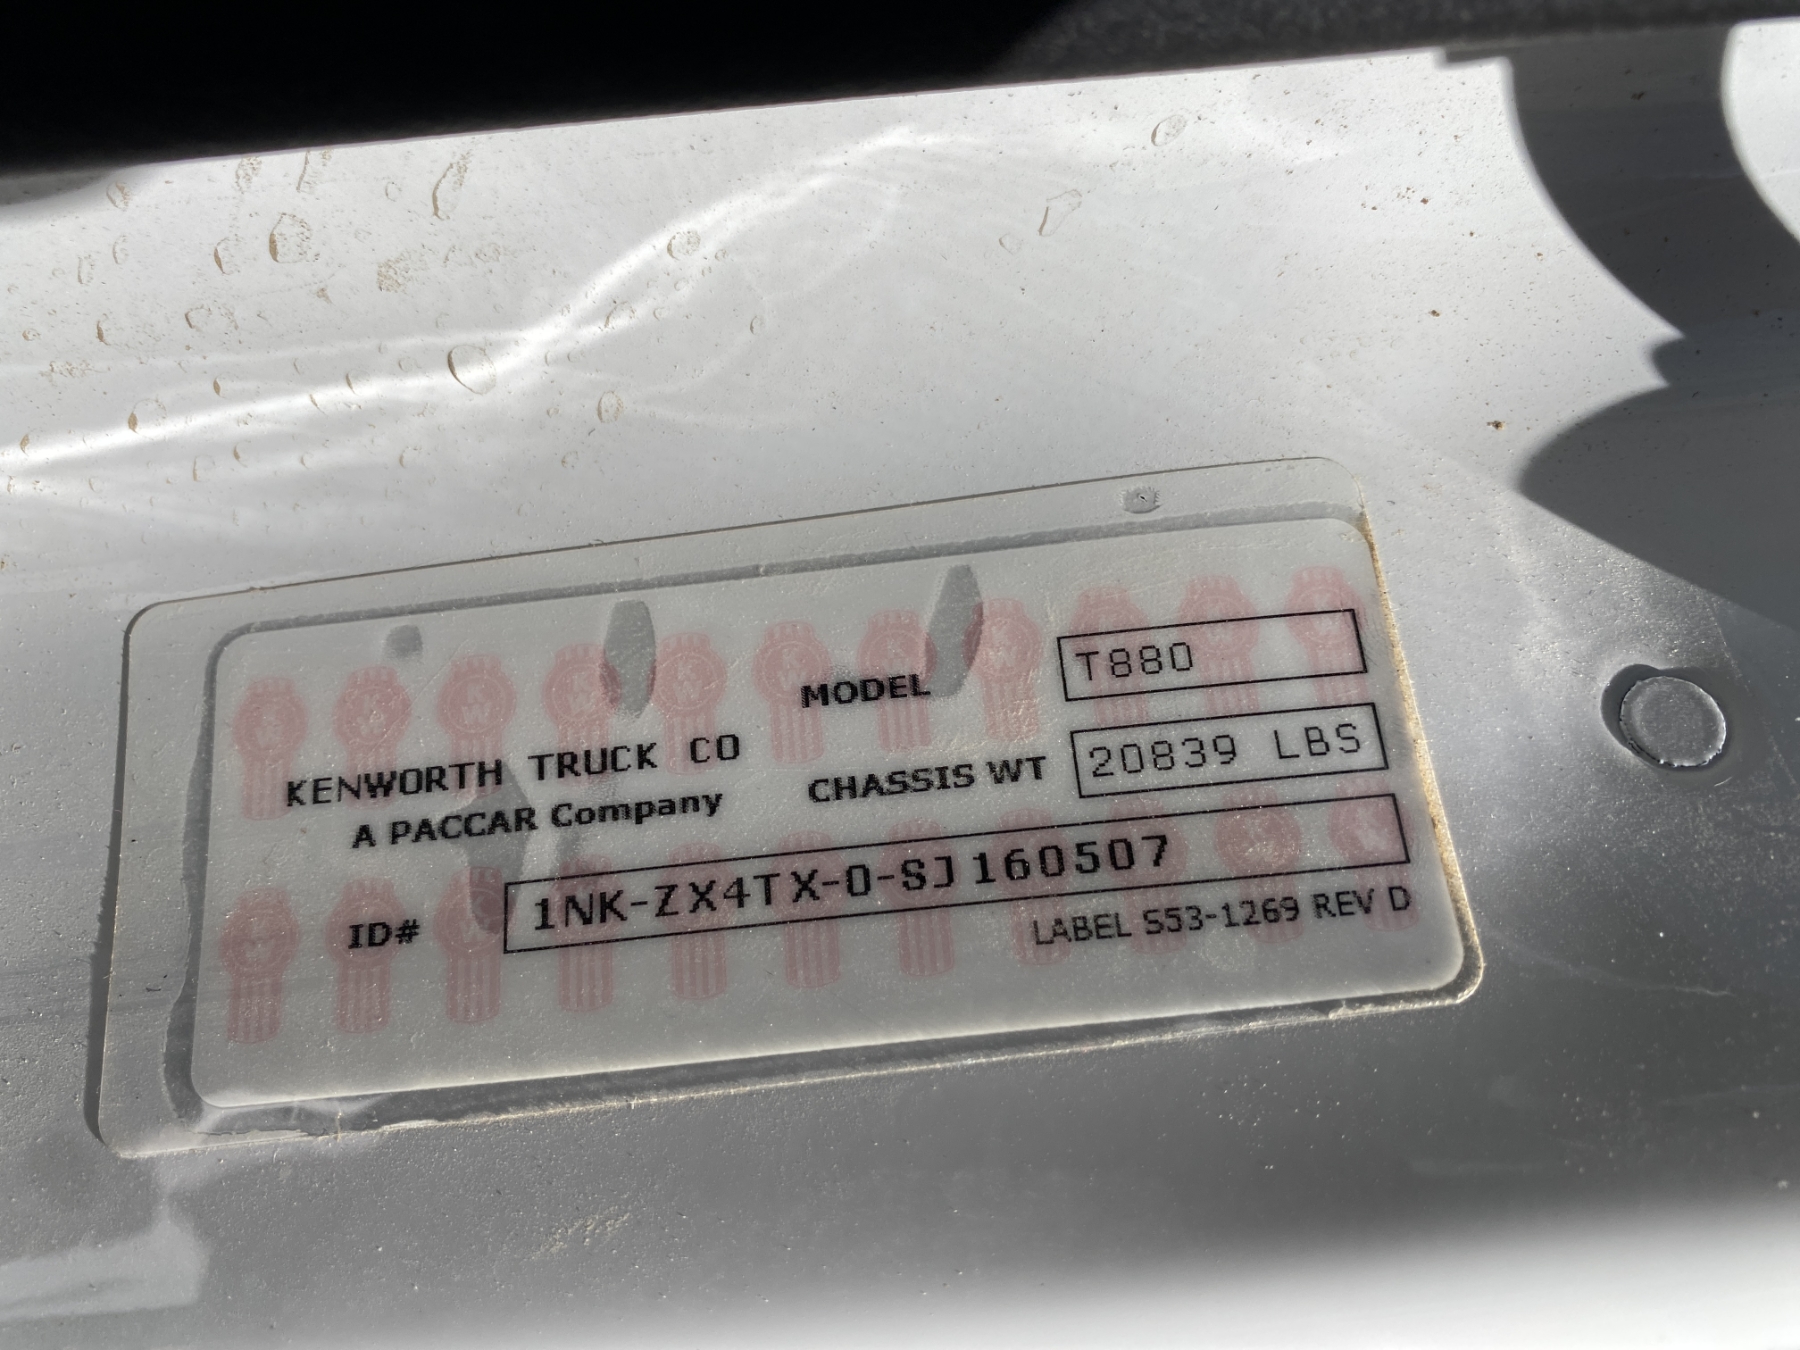 MODEL T880
KENWORTH TRUCK CO
CHASSIS WT 20839 LBS
A PACCAR Company
ID# 1NK-ZX4TX-0-SJ160507
LABEL S53-1269 REV D